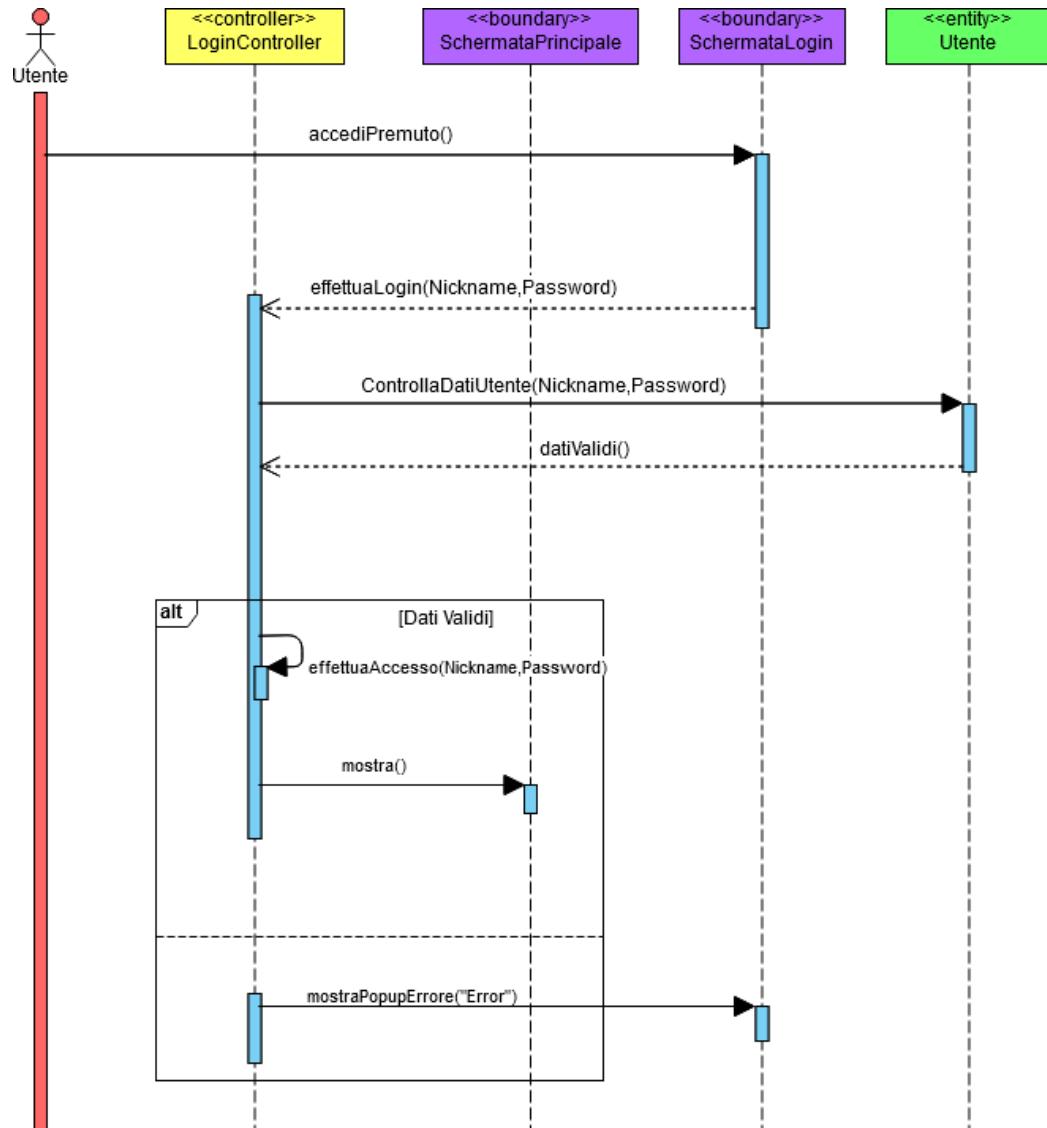 <<controller>>
LoginController
<<boundary>>
SchermataPrincipale
<<boundary>>
SchermataLogin
<<entity>>
Utente
Utente
accediPremuto()
effettuaLogin(Nickname,Password)
ControllaDatiUtente(Nickname,Password)
datiValidi()
alt
[Dati Validi]
effettuaAccesso(Nickname,Password)
mostra()
mostraPopupErrore("Error")